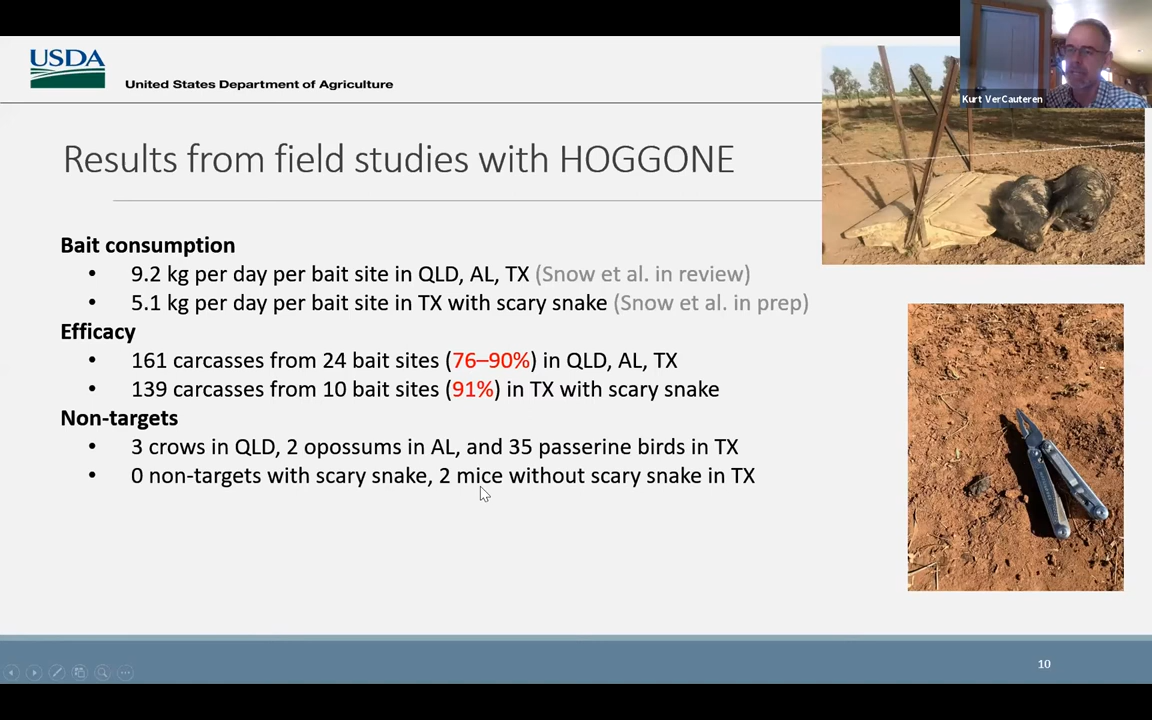 Kurt VerCauteren
USDA
United States Department of Agriculture
Results from field studies with HOGGONE
Bait consumption
• 9.2 kg per day per bait site in QLD, AL, TX (Snow et al. in review)
• 5.1 kg per day per bait site in TX with scary snake (Snow et al. in prep)
Efficacy
• 161 carcasses from 24 bait sites (76–90%) in QLD, AL, TX
• 139 carcasses from 10 bait sites (91%) in TX with scary snake
Non-targets
• 3 crows in QLD, 2 opossums in AL, and 35 passerine birds in TX
• 0 non-targets with scary snake, 2 mice without scary snake in TX
10